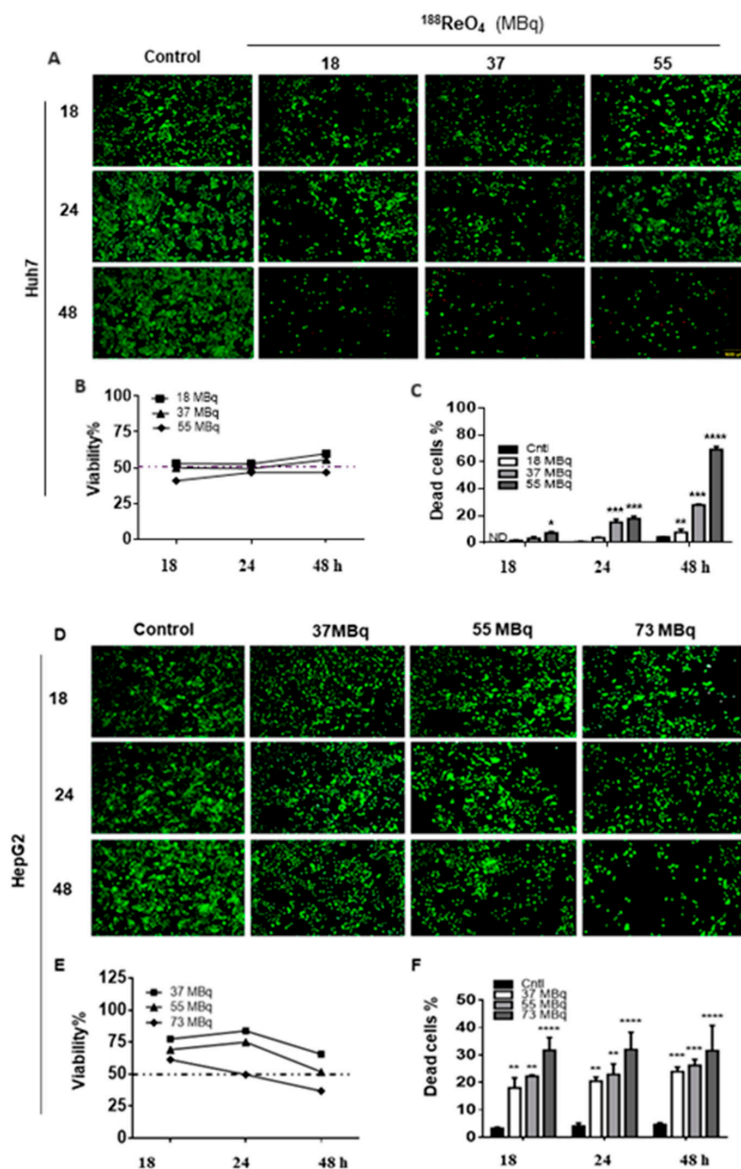 ¹⁸⁸ReO₄ (MBq)
A
Control
18
37
55
18
24
48
Huh7
B
Viability%
100
75
50
25
0
18 MBq
37 MBq
55 MBq
18
24
48 h
C
Dead cells %
80
60
40
20
0
Cntl
18 MBq
37 MBq
55 MBq
ND
*
***
***
**
***
****
18
24
48 h
D
Control
37MBq
55 MBq
73 MBq
18
24
48
HepG2
E
Viability%
125
100
75
50
25
0
37 MBq
55 MBq
73 MBq
18
24
48 h
F
Dead cells %
50
40
30
20
10
0
Cntl
37 MBq
55 MBq
73 MBq
**
**
****
**
**
****
***
***
****
18
24
48 h